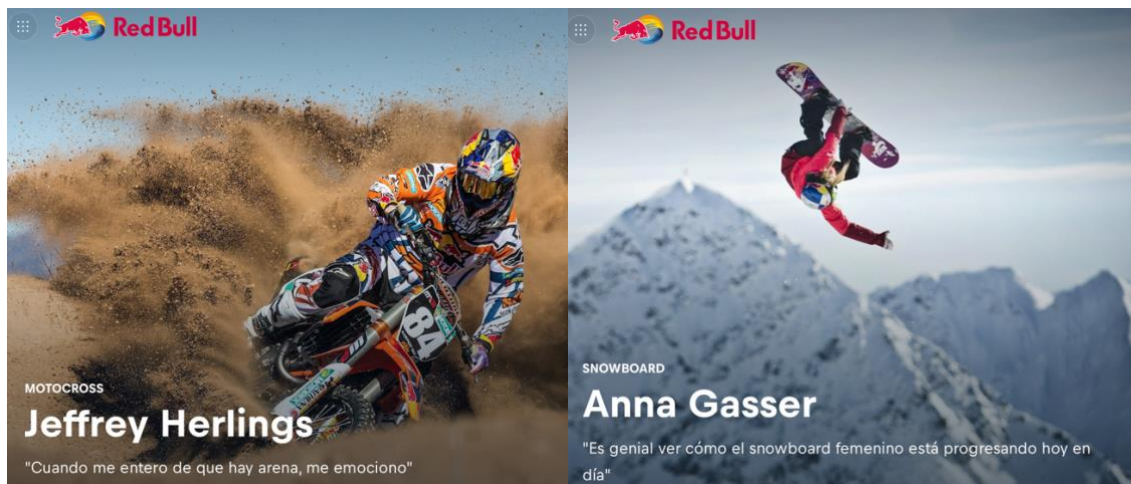 Red Bull
MOTOCROSS
84
Jeffrey Herlings
"Cuando me entero de que hay arena, me emociono"
Red Bull
SNOWBOARD
Anna Gasser
"Es genial ver cómo el snowboard femenino está progresando hoy en
día"